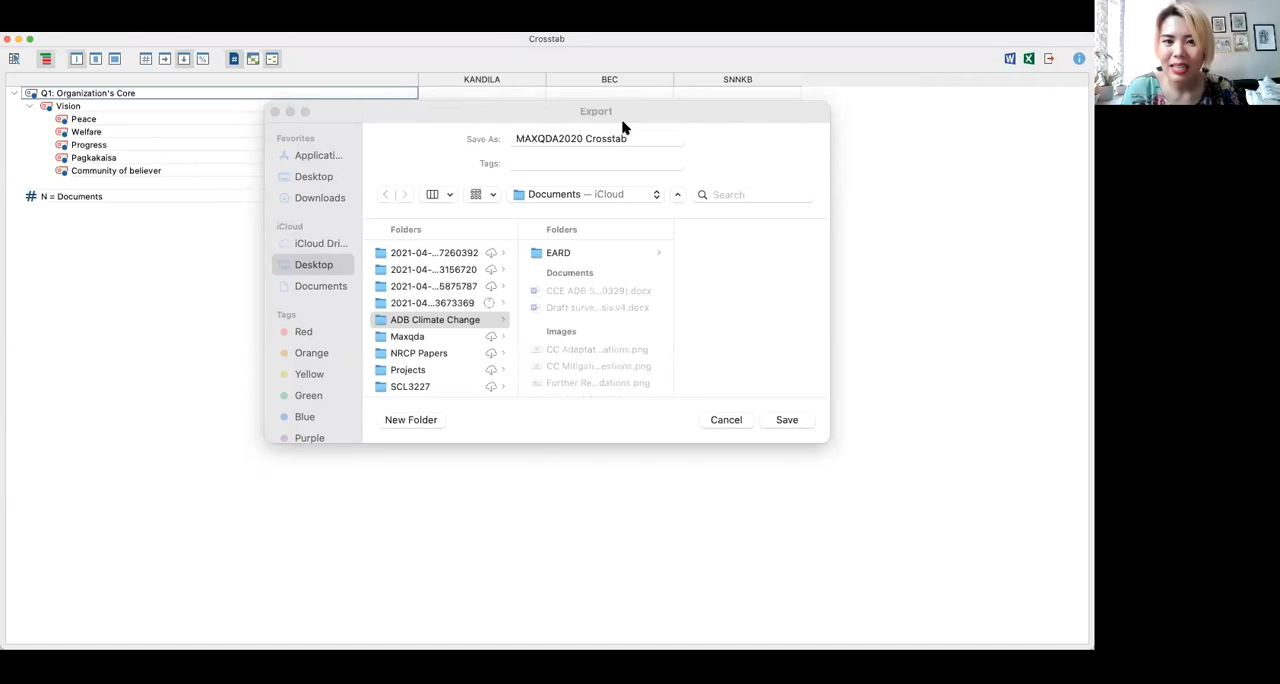 Crosstab
KANDILA BEC SNNKB
Q1: Organization's Core
Vision
Peace
Welfare
Progress
Pagkakaisa
Community of believer
N = Documents
Export
Save As: MAXQDA2020 Crosstab
Tags:
Documents — iCloud
Search
Favorites
Applicati...
Desktop
Downloads
iCloud
iCloud Dri...
Desktop
Documents
Tags
Red
Orange
Yellow
Green
Blue
Purple
Folders
2021-04-...7260392
2021-04-...3156720
2021-04-...5875787
2021-04...3673369
ADB Climate Change
Maxqda
NRCP Papers
Projects
SCL3227
Folders
EARD
Documents
CCE ADB S...0329).docx
Draft surve...sis.v4.docx
Images
CC Adaptat...ations.png
CC Mitigati...estions.png
Further Re...dations.png
New Folder Cancel Save